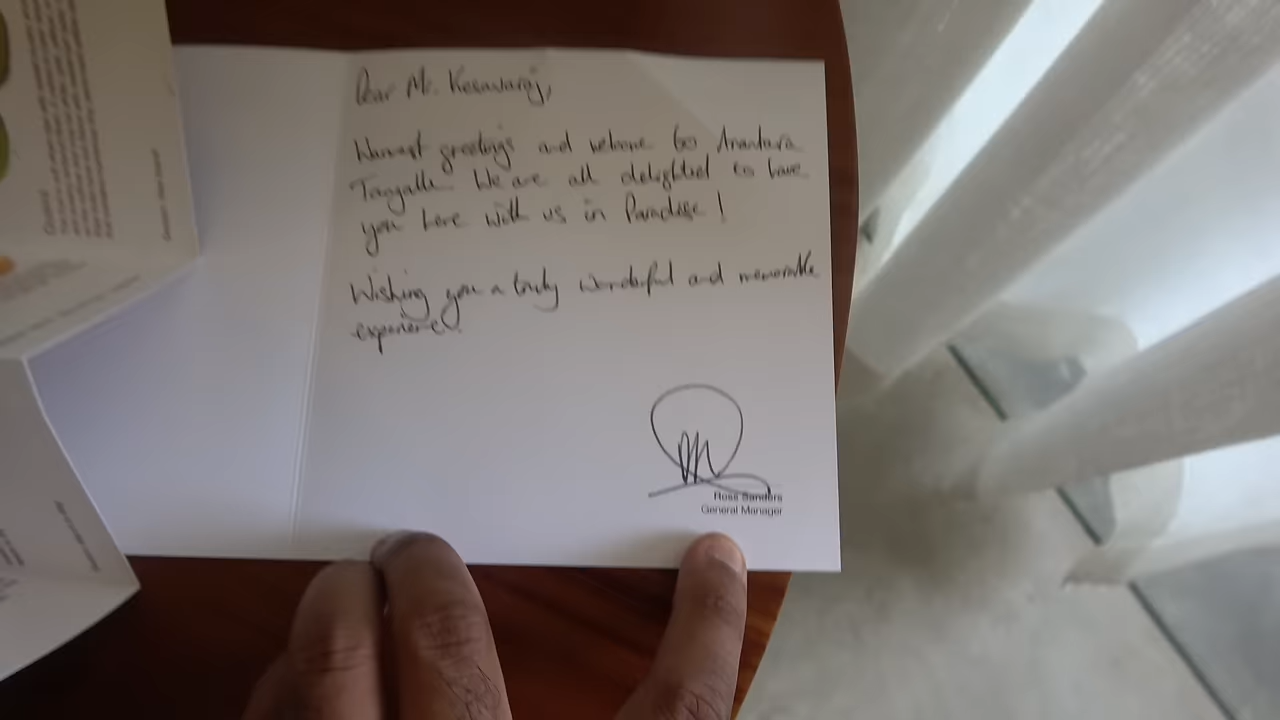 Dear Mr. Kesavaraj,
Warmest greetings and welcome to Anantara
Tangalle. We are all delighted to have
you here with us in Paradise!
Wishing you a truly wonderful and memorable
experience.
Ross Sanders
General Manager